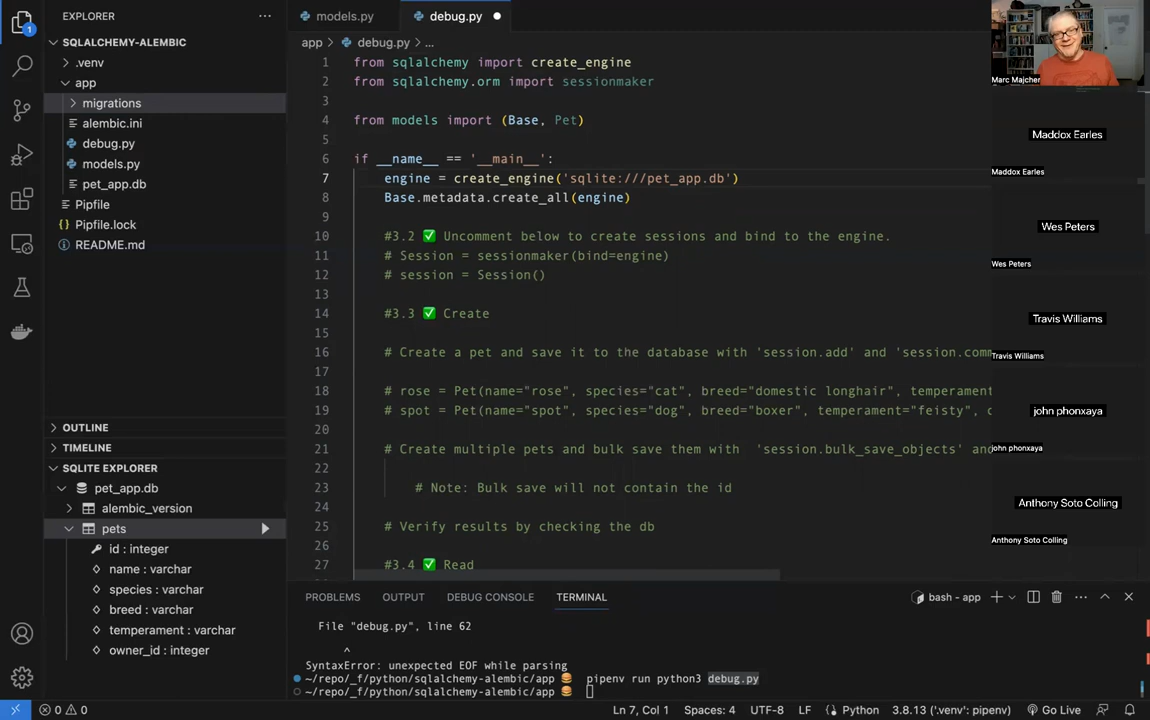 EXPLORER
SQLALCHEMY-ALEMBIC
.venv
app
migrations
alembic.ini
debug.py
models.py
pet_app.db
Pipfile
Pipfile.lock
README.md
OUTLINE
TIMELINE
SQLITE EXPLORER
pet_app.db
alembic_version
pets
id : integer
name : varchar
species : varchar
breed : varchar
temperament : varchar
owner_id : integer
models.py
debug.py
app > debug.py > ...
1 from sqlalchemy import create_engine
2 from sqlalchemy.orm import sessionmaker
3
4 from models import (Base, Pet)
5
6 if __name__ == '__main__':
7 engine = create_engine('sqlite:///pet_app.db')
8 Base.metadata.create_all(engine)
9
10 #3.2 ✅ Uncomment below to create sessions and bind to the engine.
11 # Session = sessionmaker(bind=engine)
12 # session = Session()
13
14 #3.3 ✅ Create
15
16 # Create a pet and save it to the database with 'session.add' and 'session.comm
17
18 # rose = Pet(name="rose", species="cat", breed="domestic longhair", temperament
19 # spot = Pet(name="spot", species="dog", breed="boxer", temperament="feisty", o
20
21 # Create multiple pets and bulk save them with 'session.bulk_save_objects' and
22
23 # Note: Bulk save will not contain the id
24
25 # Verify results by checking the db
26
27 #3.4 ✅ Read
PROBLEMS OUTPUT DEBUG CONSOLE TERMINAL
bash - app
File "debug.py", line 62
^
SyntaxError: unexpected EOF while parsing
~/repo/_f/python/sqlalchemy-alembic/app 🍔 pipenv run python3 debug.py
~/repo/_f/python/sqlalchemy-alembic/app 🍔
Marc Majcher
Maddox Earles
Maddox Earles
Wes Peters
Wes Peters
Travis Williams
Travis Williams
john phonxaya
john phonxaya
Anthony Soto Colling
Anthony Soto Colling
1
0 0
Ln 7, Col 1 Spaces: 4 UTF-8 LF Python 3.8.13 ('.venv': pipenv) Go Live